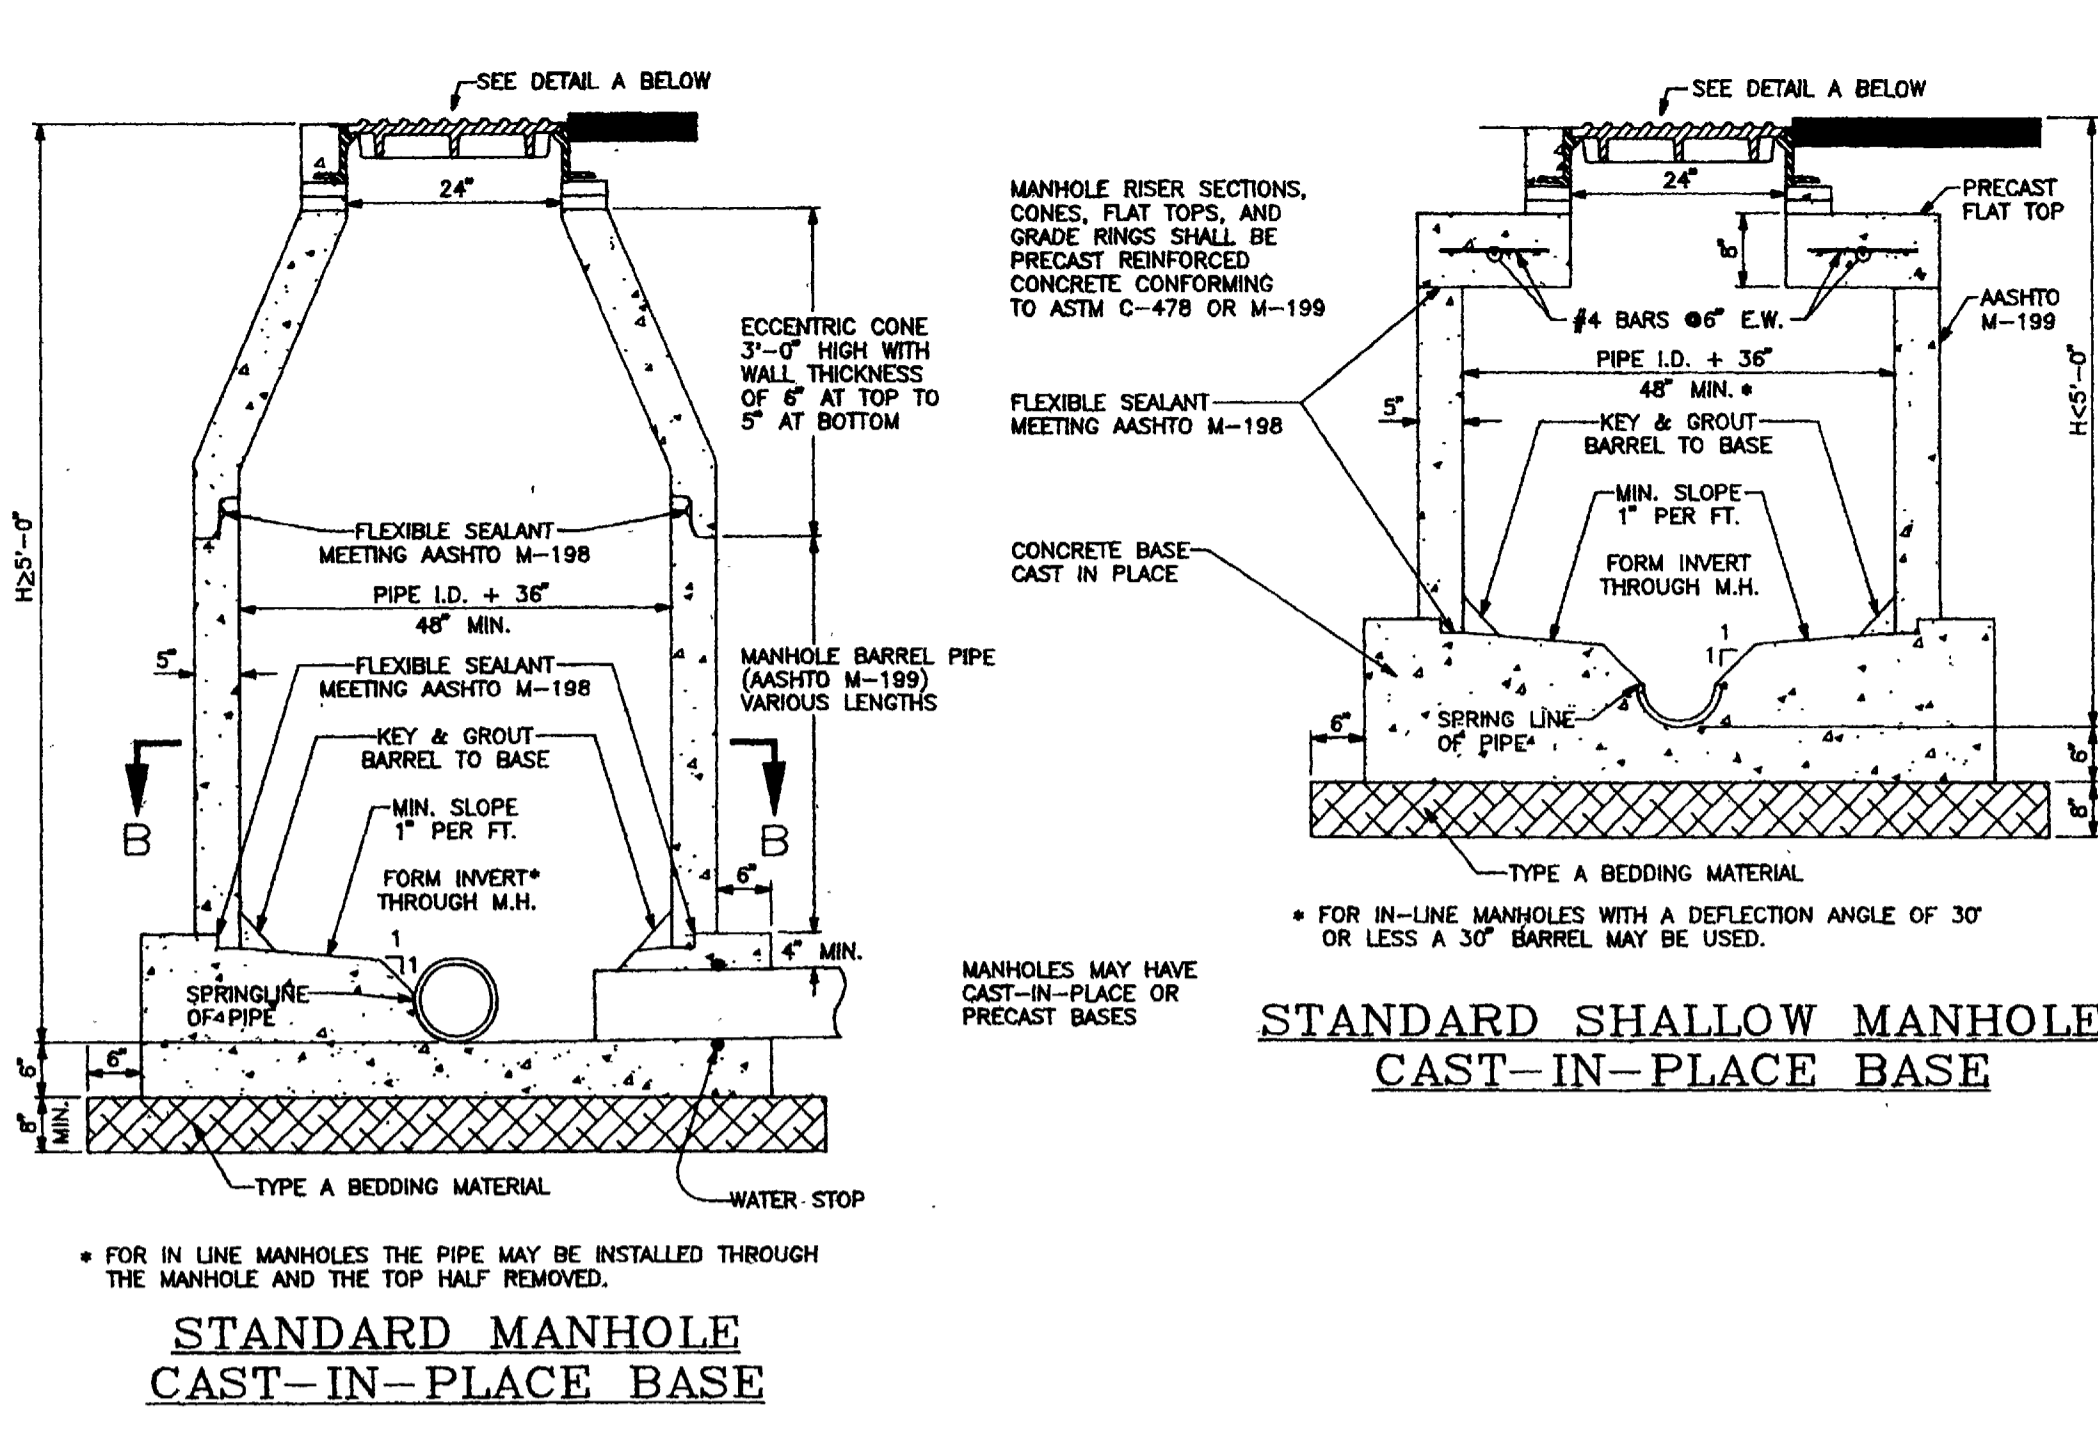 SEE DETAIL A BELOW
24"
ECCENTRIC CONE
3'-0" HIGH WITH
WALL THICKNESS
OF 6" AT TOP TO
5" AT BOTTOM
H≥5'-0"
FLEXIBLE SEALANT
MEETING AASHTO M-198
PIPE I.D. + 36"
48" MIN.
5"
FLEXIBLE SEALANT
MEETING AASHTO M-198
MANHOLE BARREL PIPE
(AASHTO M-199)
VARIOUS LENGTHS
KEY & GROUT
BARREL TO BASE
B
B
MIN. SLOPE
1" PER FT.
6"
FORM INVERT*
THROUGH M.H.
1
1
4" MIN.
SPRINGLINE
OF PIPE
6"
6"
8"
MIN.
TYPE A BEDDING MATERIAL
WATER STOP
* FOR IN LINE MANHOLES THE PIPE MAY BE INSTALLED THROUGH
THE MANHOLE AND THE TOP HALF REMOVED.
STANDARD MANHOLE
CAST-IN-PLACE BASE
MANHOLE RISER SECTIONS,
CONES, FLAT TOPS, AND
GRADE RINGS SHALL BE
PRECAST REINFORCED
CONCRETE CONFORMING
TO ASTM C-478 OR M-199
FLEXIBLE SEALANT
MEETING AASHTO M-198
CONCRETE BASE
CAST IN PLACE
MANHOLES MAY HAVE
CAST-IN-PLACE OR
PRECAST BASES
SEE DETAIL A BELOW
24"
PRECAST
FLAT TOP
8"
#4 BARS @6" E.W.
AASHTO
M-199
PIPE I.D. + 36"
48" MIN.*
5"
H<5'-0"
KEY & GROUT
BARREL TO BASE
MIN. SLOPE
1" PER FT.
FORM INVERT
THROUGH M.H.
1
1
SPRING LINE
OF PIPE
6"
6"
8"
TYPE A BEDDING MATERIAL
* FOR IN-LINE MANHOLES WITH A DEFLECTION ANGLE OF 30°
OR LESS A 30" BARREL MAY BE USED.
STANDARD SHALLOW MANHOLE
CAST-IN-PLACE BASE